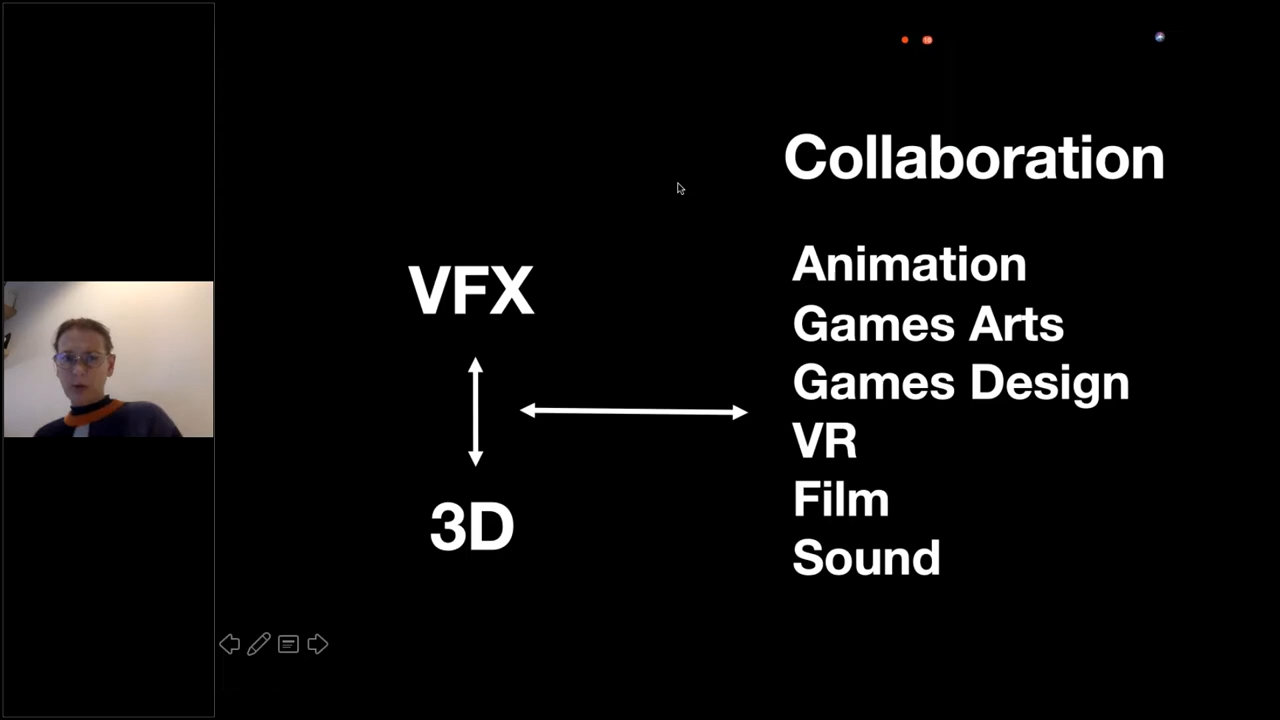 Collaboration
VFX
3D
Animation
Games Arts
Games Design
VR
Film
Sound